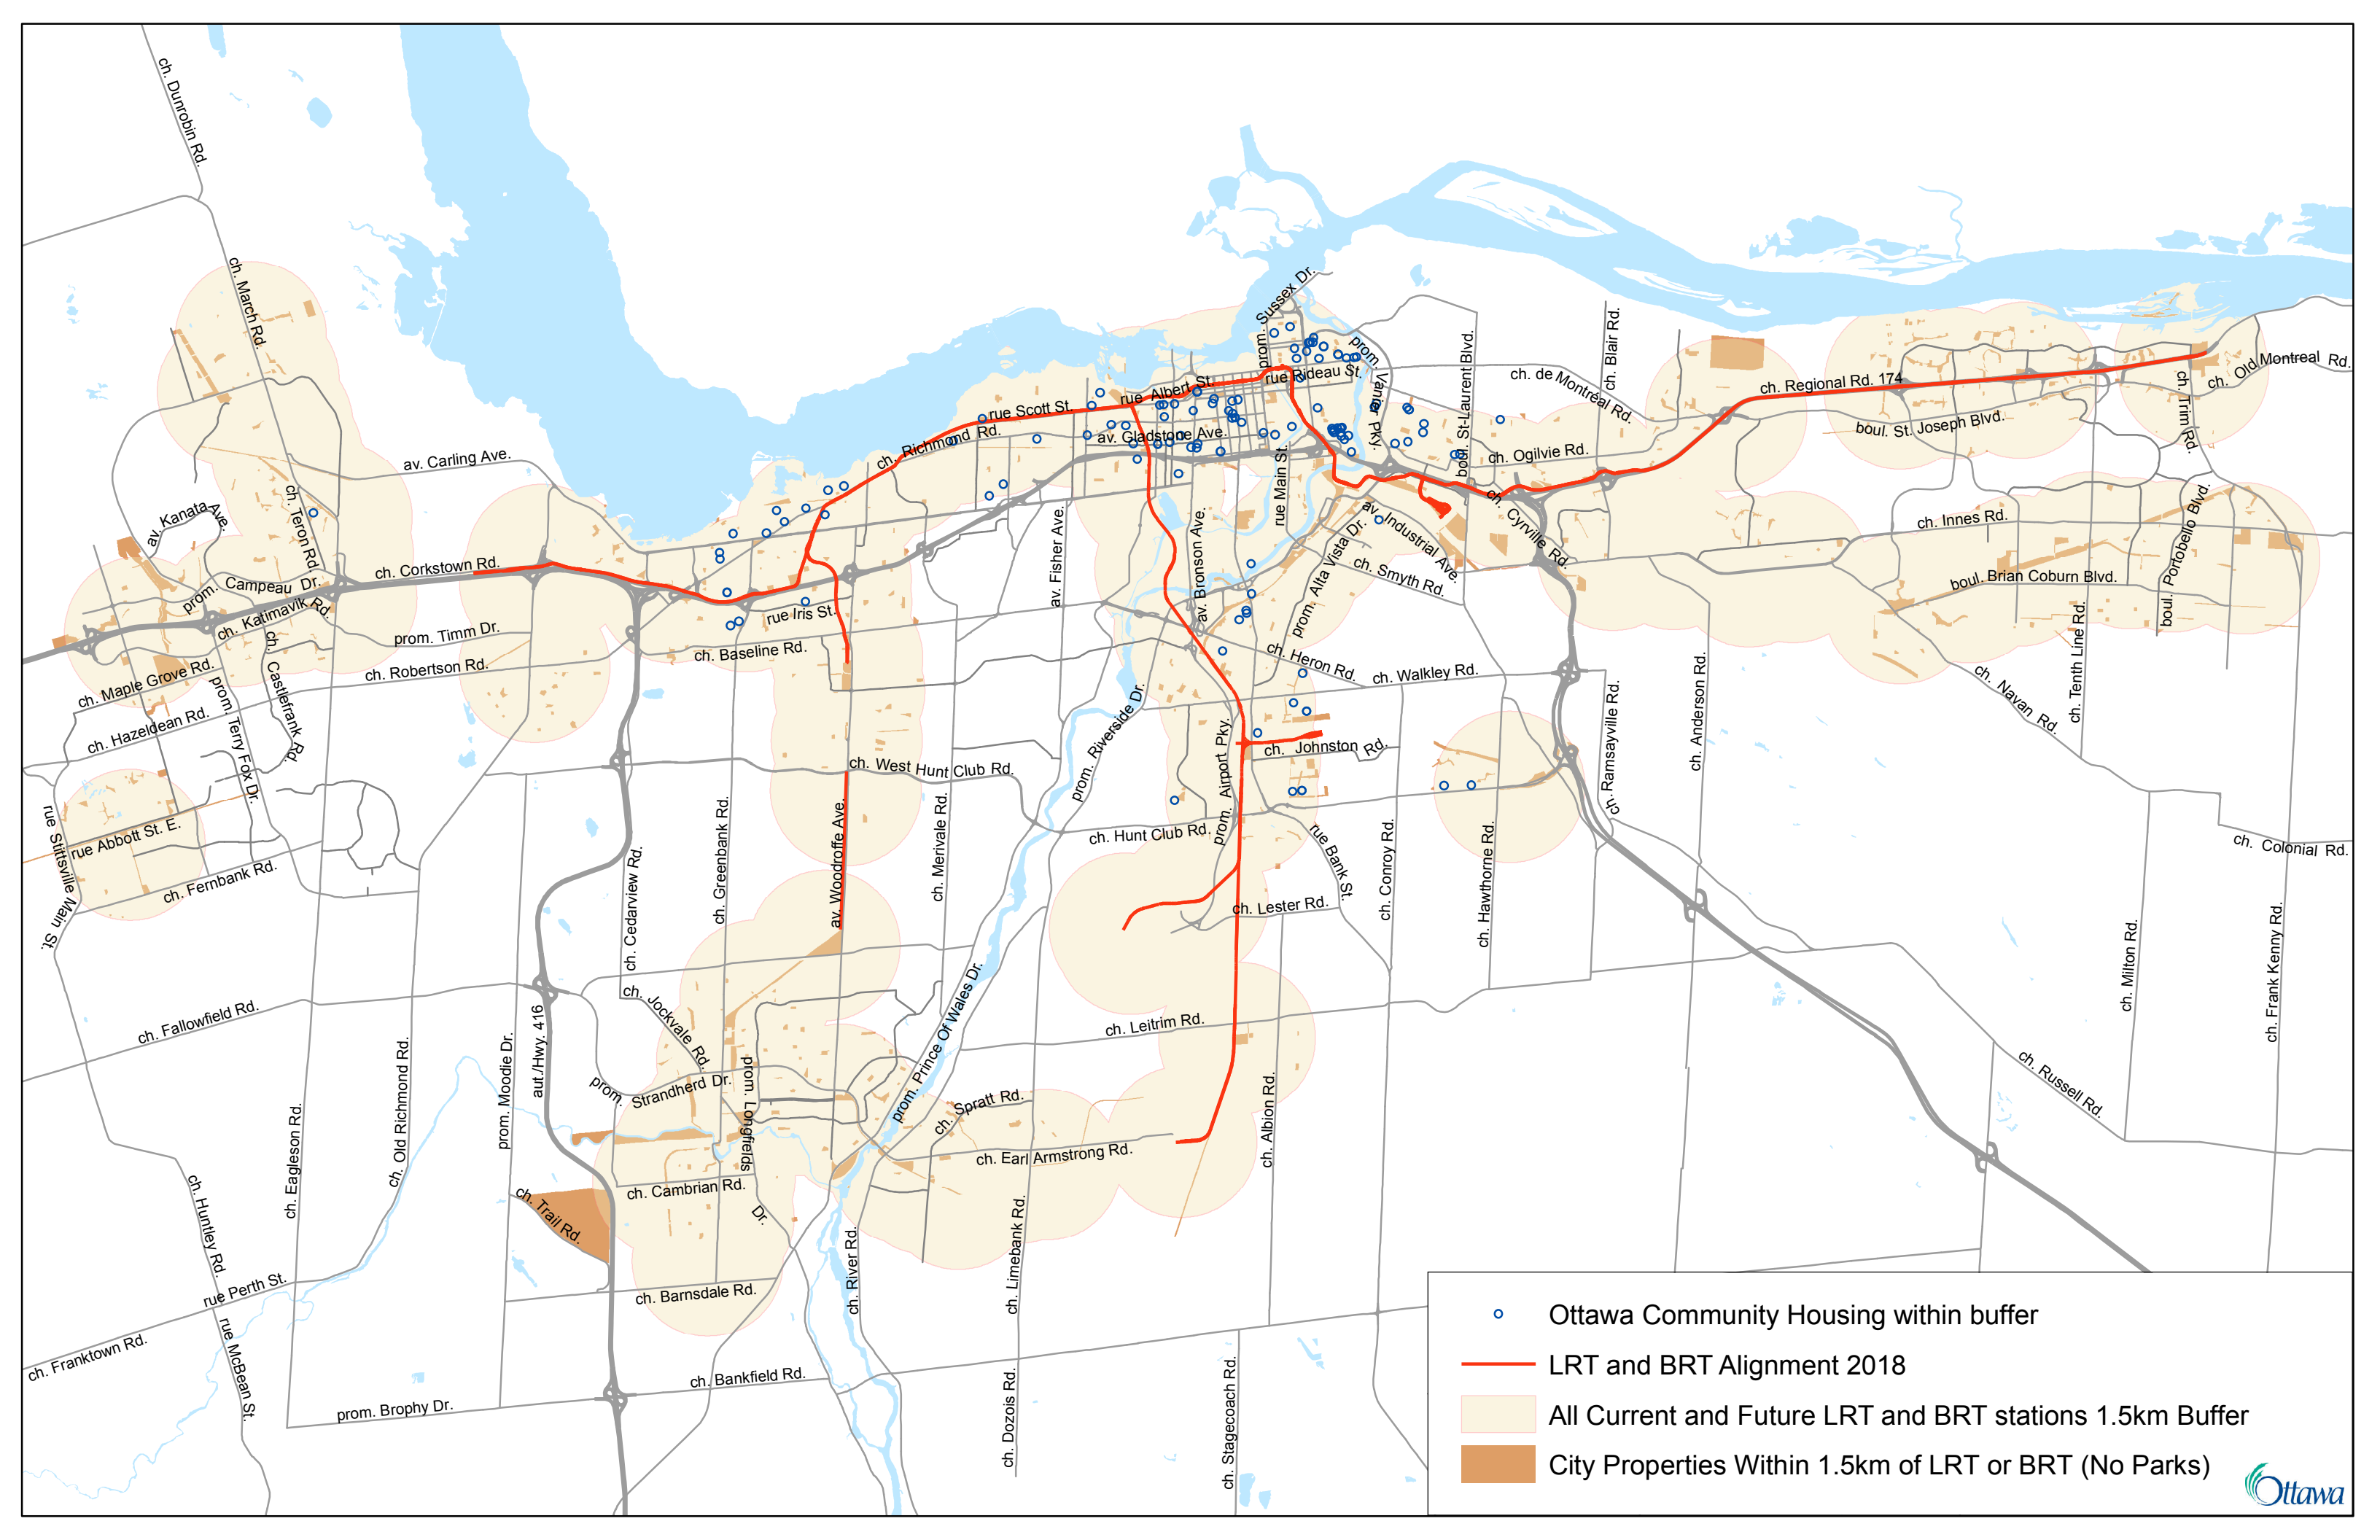 ch. Dunrobin Rd.
ch. March Rd.
prom. Sussex Dr.
prom. Vanier Pky.
rue Rideau St.
rue Albert St.
rue Scott St.
ch. Richmond Rd.
av. Gladstone Ave.
av. Carling Ave.
ch. Teron Rd.
av. Kanata Ave.
ch. Corkstown Rd.
prom. Campeau Dr.
ch. Katimavik Rd.
prom. Timm Dr.
ch. Robertson Rd.
ch. Castlefrank Rd.
ch. Maple Grove Rd.
ch. Hazeldean Rd.
prom. Terry Fox Dr.
rue Abbott St. E.
rue Stittsville Main St.
ch. Fernbank Rd.
rue Iris St.
ch. Baseline Rd.
av. Fisher Ave.
av. Bronson Ave.
rue Main St.
prom. Alta Vista Dr.
av. Industrial Ave.
ch. Smyth Rd.
ch. Cyrville Rd.
boul. St-Laurent Blvd.
ch. Ogilvie Rd.
ch. de Montréal Rd.
ch. Blair Rd.
ch. Regional Rd. 174
boul. St. Joseph Blvd.
ch. Trim Rd.
ch. Old Montreal Rd.
ch. Innes Rd.
boul. Brian Coburn Blvd.
boul. Portobello Blvd.
ch. Tenth Line Rd.
ch. Navan Rd.
ch. Heron Rd.
ch. Walkley Rd.
ch. Ramsayville Rd.
ch. Anderson Rd.
prom. Riverside Dr.
prom. Airport Pky.
ch. Johnston Rd.
ch. West Hunt Club Rd.
ch. Hunt Club Rd.
rue Bank St.
ch. Conroy Rd.
ch. Hawthorne Rd.
ch. Greenbank Rd.
av. Woodroffe Ave.
ch. Merivale Rd.
ch. Cedarview Rd.
ch. Lester Rd.
ch. Colonial Rd.
ch. Milton Rd.
ch. Frank Kenny Rd.
ch. Fallowfield Rd.
ch. Jockvale Rd.
prom. Prince Of Wales Dr.
ch. Leitrim Rd.
ch. Russell Rd.
prom. Moodie Dr.
aut./Hwy. 416
ch. Old Richmond Rd.
ch. Eagleson Rd.
prom. Strandherd Dr.
prom. Longfields Dr.
ch. Spratt Rd.
ch. Earl Armstrong Rd.
ch. Albion Rd.
ch. Cambrian Rd.
ch. Trail Rd.
ch. Huntley Rd.
rue Perth St.
ch. River Rd.
ch. Limebank Rd.
ch. Barnsdale Rd.
ch. Franktown Rd.
rue McBean St.
prom. Brophy Dr.
ch. Bankfield Rd.
ch. Dozois Rd.
ch. Stagecoach Rd.
Ottawa Community Housing within buffer
LRT and BRT Alignment 2018
All Current and Future LRT and BRT stations 1.5km Buffer
City Properties Within 1.5km of LRT or BRT (No Parks)
Ottawa